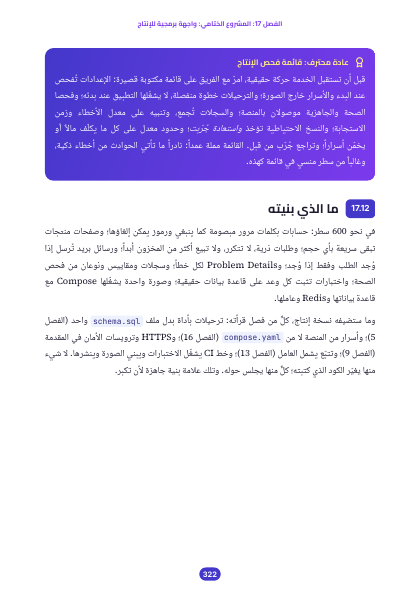 الفصل 17: المشروع الختامي: واجهة برمجية للإنتاج
عادة محترف: قائمة فحص الإنتاج
قبل أن تستقبل الخدمة حركة حقيقية، امرّ مع الفريق على قائمة مكتوبة قصيرة: الإعدادات تُفحص
عند البدء والأسرار خارج الصورة؛ والترحيلات خطوة منفصلة، لا يشغّلها التطبيق عند بدئه؛ وفحصا
الصحة والجاهزية موصولان بالمنصة؛ والسجلات تُجمع، وتنبيه على معدل الأخطاء وزمن
الاستجابة؛ والنسخ الاحتياطية تؤخذ واستعادة جُرّبت؛ وحدود معدل على كل ما يكلّف مالاً أو
يخمّن أسراراً؛ وتراجع جُرّب من قبل. القائمة مملة عمداً: نادراً ما تأتي الحوادث من أخطاء ذكية،
وغالباً من سطر منسي في قائمة كهذه.
17.12 ما الذي بنيته
في نحو 600 سطر: حسابات بكلمات مرور مبصومة كما ينبغي ورموز يمكن إلغاؤها؛ وصفحات منتجات
تبقى سريعة بأي حجم؛ وطلبات ذرية، لا تتكرر، ولا تبيع أكثر من المخزون أبداً؛ ورسائل بريد تُرسل إذا
وُجد الطلب وفقط إذا وُجد؛ وProblem Details لكل خطأ؛ وسجلات ومقاييس ونوعان من فحص
الصحة؛ واختبارات تثبت كل وعد على قاعدة بيانات حقيقية؛ وصورة واحدة يشغّلها Compose مع
قاعدة بياناتها وRedis وعاملها.
وما ستضيفه نسخة إنتاج، كلٌّ من فصل قرأته: ترحيلات بأداة بدل ملف schema.sql واحد (الفصل
5)؛ وأسرار من المنصة لا من compose.yaml (الفصل 16)؛ وHTTPS وترويسات الأمان في المقدمة
(الفصل 9)؛ وتتبّع يشمل العامل (الفصل 13)؛ وخط CI يشغّل الاختبارات ويبني الصورة وينشرها. لا شيء
منها يغيّر الكود الذي كتبته؛ كلٌّ منها يجلس حوله. وتلك علامة بنية جاهزة لأن تكبر.
322